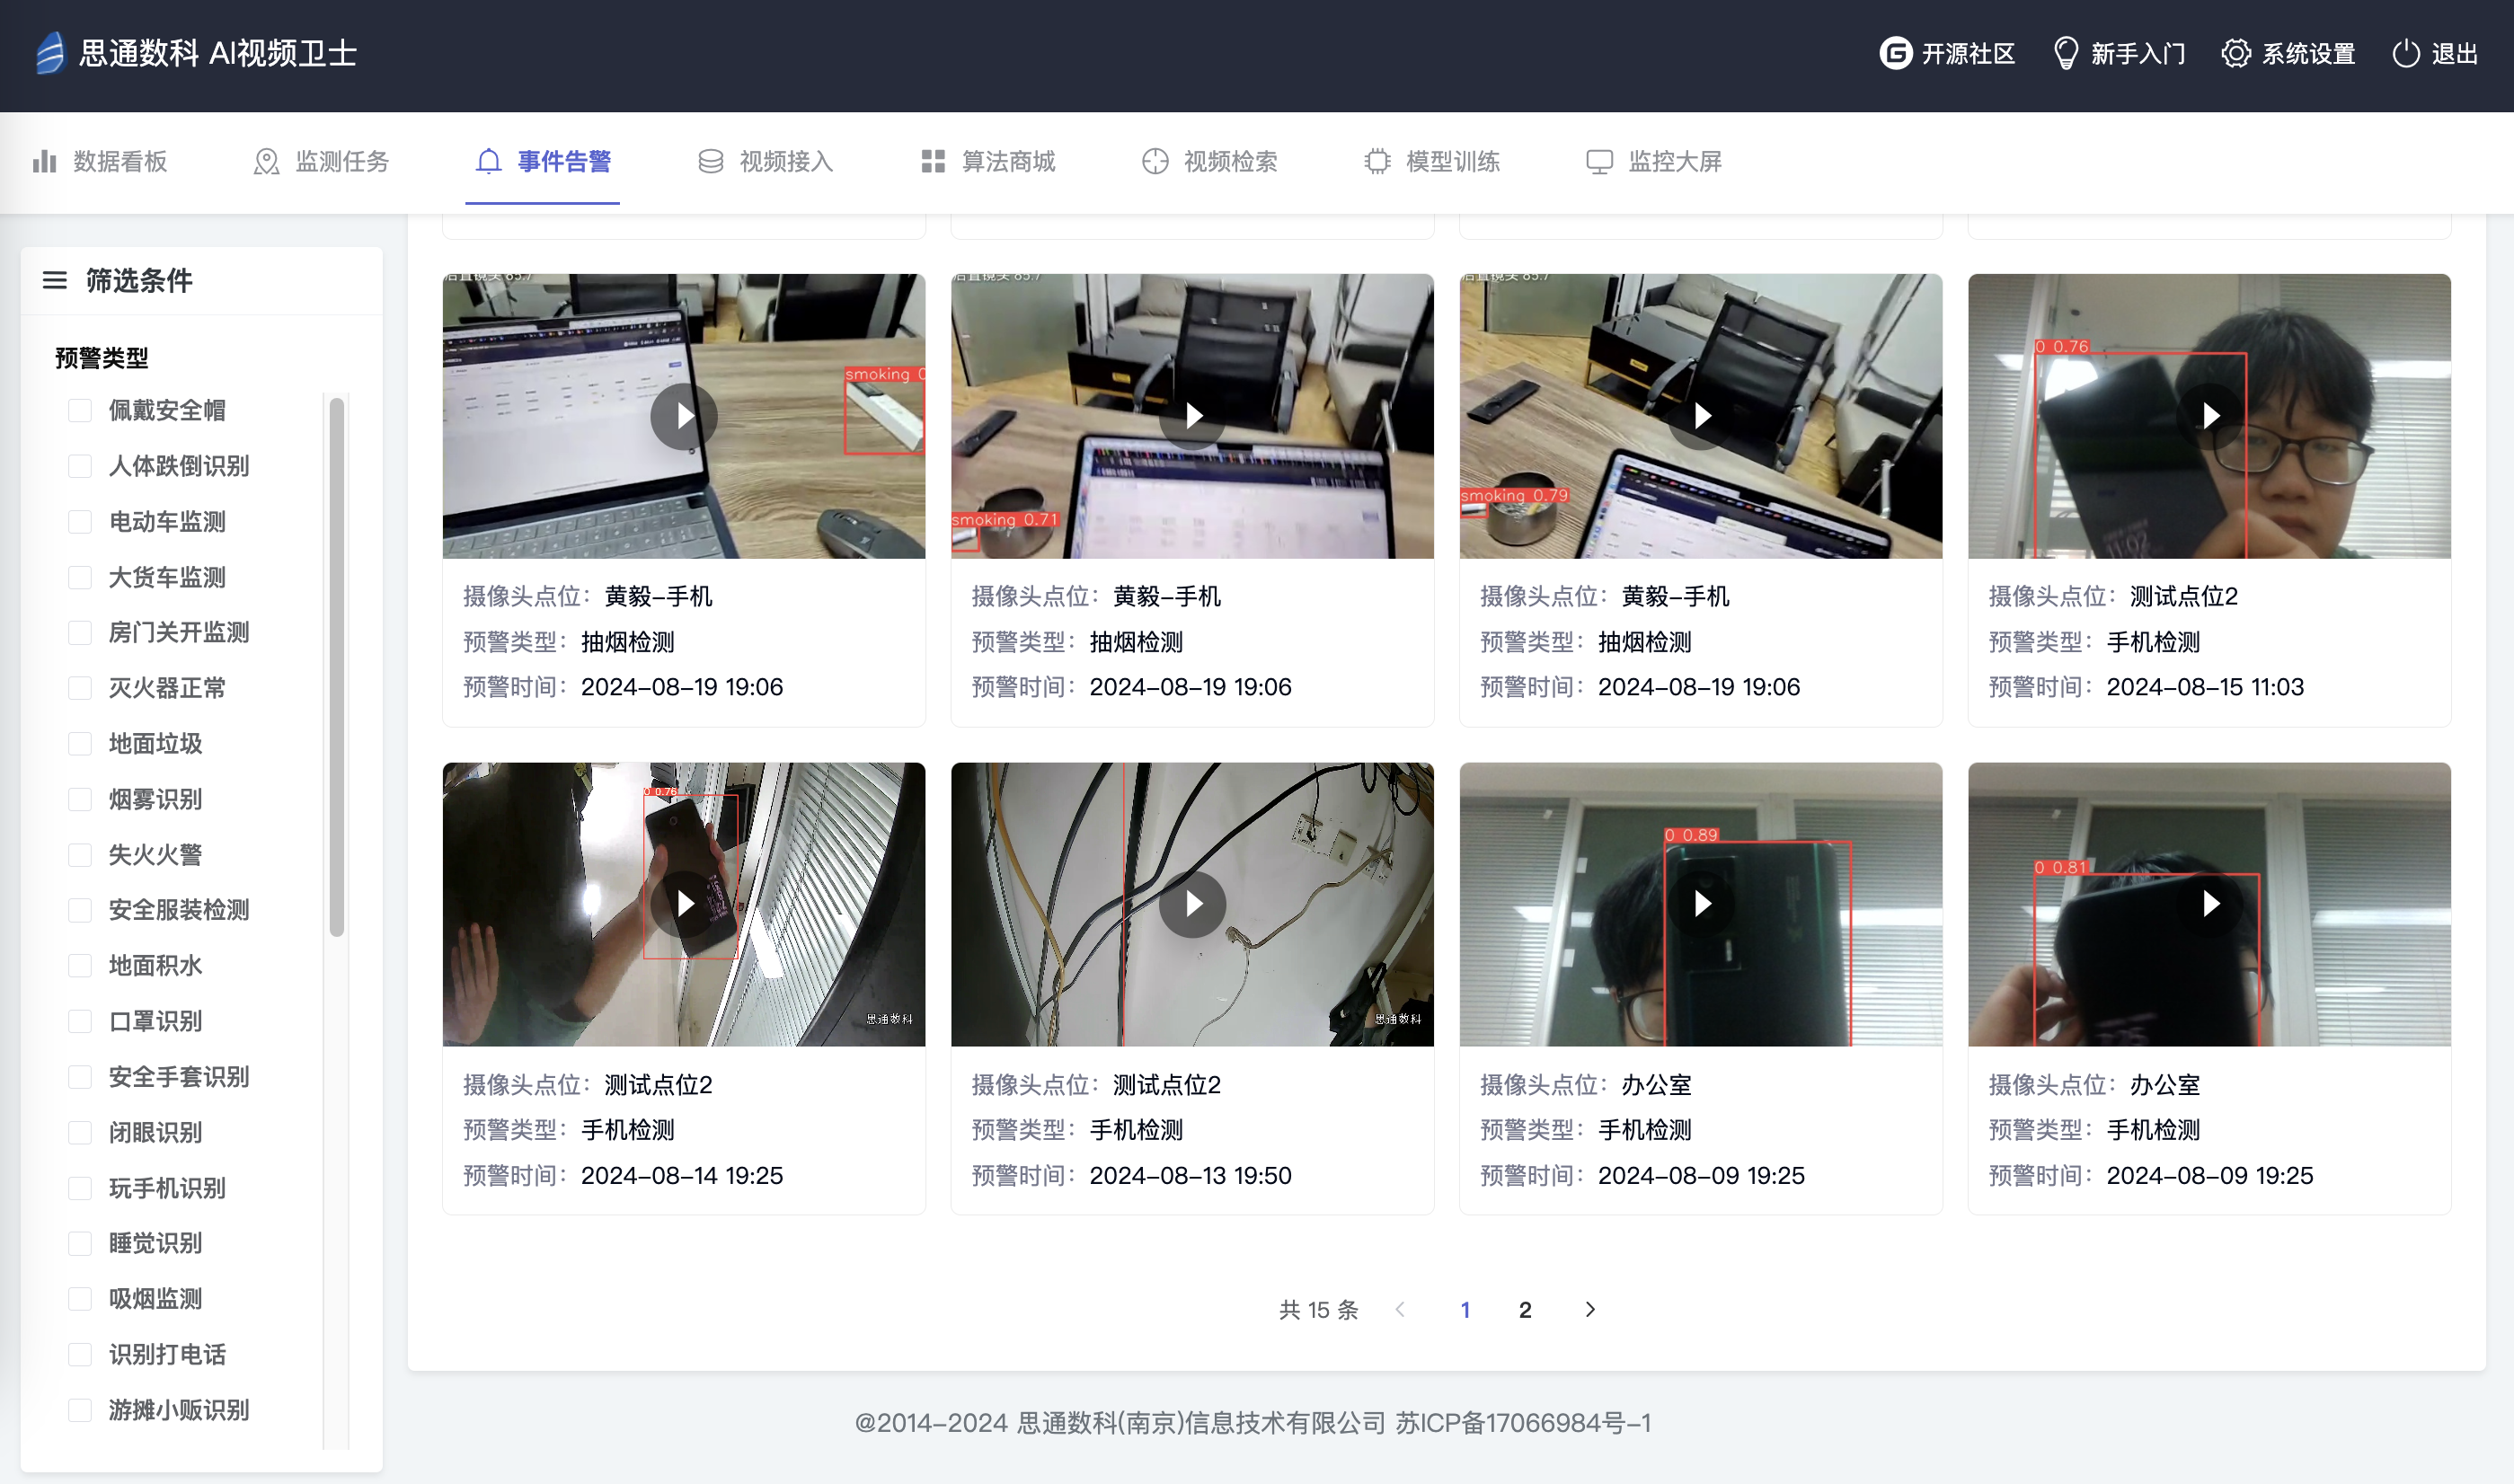 思通数科 AI视频卫士
开源社区
新手入门
系统设置
退出
数据看板
监测任务
事件告警
视频接入
算法商城
视频检索
模型训练
监控大屏
筛选条件
预警类型
佩戴安全帽
人体跌倒识别
电动车监测
大货车监测
房门关开监测
灭火器正常
地面垃圾
烟雾识别
失火火警
安全服装检测
地面积水
口罩识别
安全手套识别
闭眼识别
玩手机识别
睡觉识别
吸烟监测
识别打电话
游摊小贩识别
smoking 0
摄像头点位：黄毅-手机
预警类型：抽烟检测
预警时间：2024-08-19 19:06
smoking 0.71
摄像头点位：黄毅-手机
预警类型：抽烟检测
预警时间：2024-08-19 19:06
smoking 0.79
摄像头点位：黄毅-手机
预警类型：抽烟检测
预警时间：2024-08-19 19:06
0 0.76
11:02
摄像头点位：测试点位2
预警类型：手机检测
预警时间：2024-08-15 11:03
0 0.76
思通数科
摄像头点位：测试点位2
预警类型：手机检测
预警时间：2024-08-14 19:25
思通数科
摄像头点位：测试点位2
预警类型：手机检测
预警时间：2024-08-13 19:50
0 0.89
摄像头点位：办公室
预警类型：手机检测
预警时间：2024-08-09 19:25
0 0.81
摄像头点位：办公室
预警类型：手机检测
预警时间：2024-08-09 19:25
共 15 条
1
2
@2014-2024 思通数科(南京)信息技术有限公司 苏ICP备17066984号-1